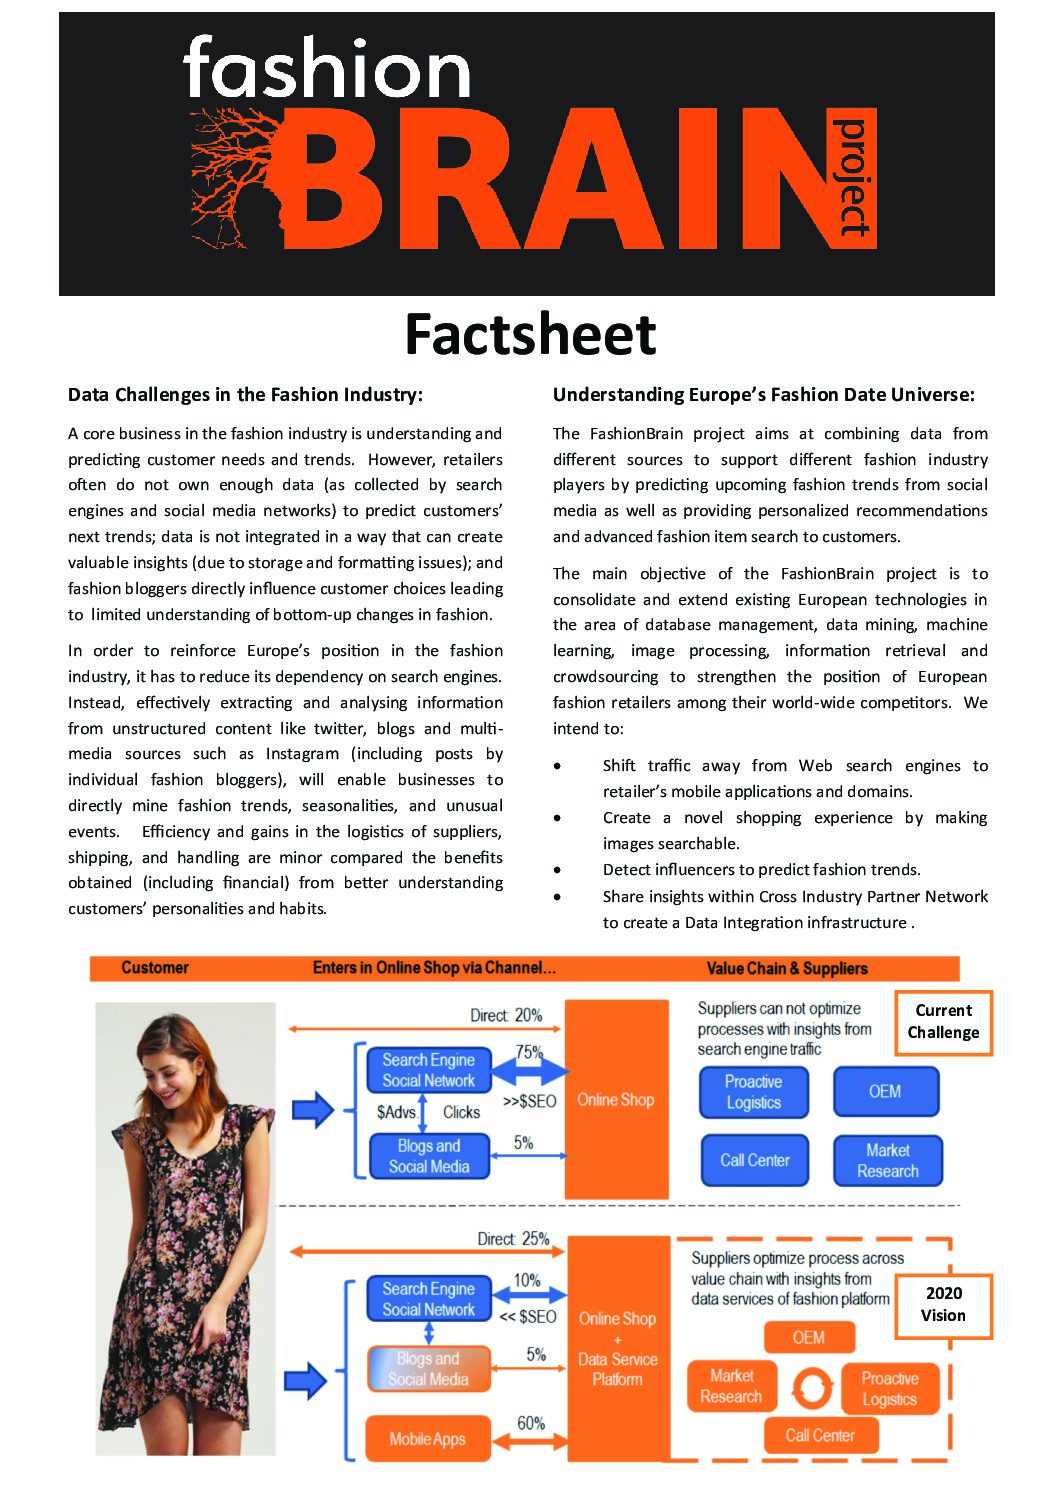 fashion
BRAIN
project
Factsheet
Data Challenges in the Fashion Industry:
A core business in the fashion industry is understanding and
predicting customer needs and trends. However, retailers
often do not own enough data (as collected by search
engines and social media networks) to predict customers’
next trends; data is not integrated in a way that can create
valuable insights (due to storage and formatting issues); and
fashion bloggers directly influence customer choices leading
to limited understanding of bottom-up changes in fashion.
In order to reinforce Europe’s position in the fashion
industry, it has to reduce its dependency on search engines.
Instead, effectively extracting and analysing information
from unstructured content like twitter, blogs and multi-
media sources such as Instagram (including posts by
individual fashion bloggers), will enable businesses to
directly mine fashion trends, seasonalities, and unusual
events. Efficiency and gains in the logistics of suppliers,
shipping, and handling are minor compared the benefits
obtained (including financial) from better understanding
customers’ personalities and habits.
Understanding Europe’s Fashion Date Universe:
The FashionBrain project aims at combining data from
different sources to support different fashion industry
players by predicting upcoming fashion trends from social
media as well as providing personalized recommendations
and advanced fashion item search to customers.
The main objective of the FashionBrain project is to
consolidate and extend existing European technologies in
the area of database management, data mining, machine
learning, image processing, information retrieval and
crowdsourcing to strengthen the position of European
fashion retailers among their world-wide competitors. We
intend to:
• Shift traffic away from Web search engines to
retailer’s mobile applications and domains.
• Create a novel shopping experience by making
images searchable.
• Detect influencers to predict fashion trends.
• Share insights within Cross Industry Partner Network
to create a Data Integration infrastructure .
Customer
Enters in Online Shop via Channel...
Value Chain & Suppliers
Direct: 20%
Search Engine
Social Network
75%
>>$SEO
$Advs.
Clicks
Blogs and
Social Media
5%
Online Shop
Suppliers can not optimize
processes with insights from
search engine traffic
Current
Challenge
Proactive
Logistics
OEM
Call Center
Market
Research
Direct: 25%
Search Engine
Social Network
10%
<< $SEO
Blogs and
Social Media
5%
Mobile Apps
60%
Online Shop
+
Data Service
Platform
Suppliers optimize process across
value chain with insights from
data services of fashion platform
2020
Vision
OEM
Market
Research
Proactive
Logistics
Call Center